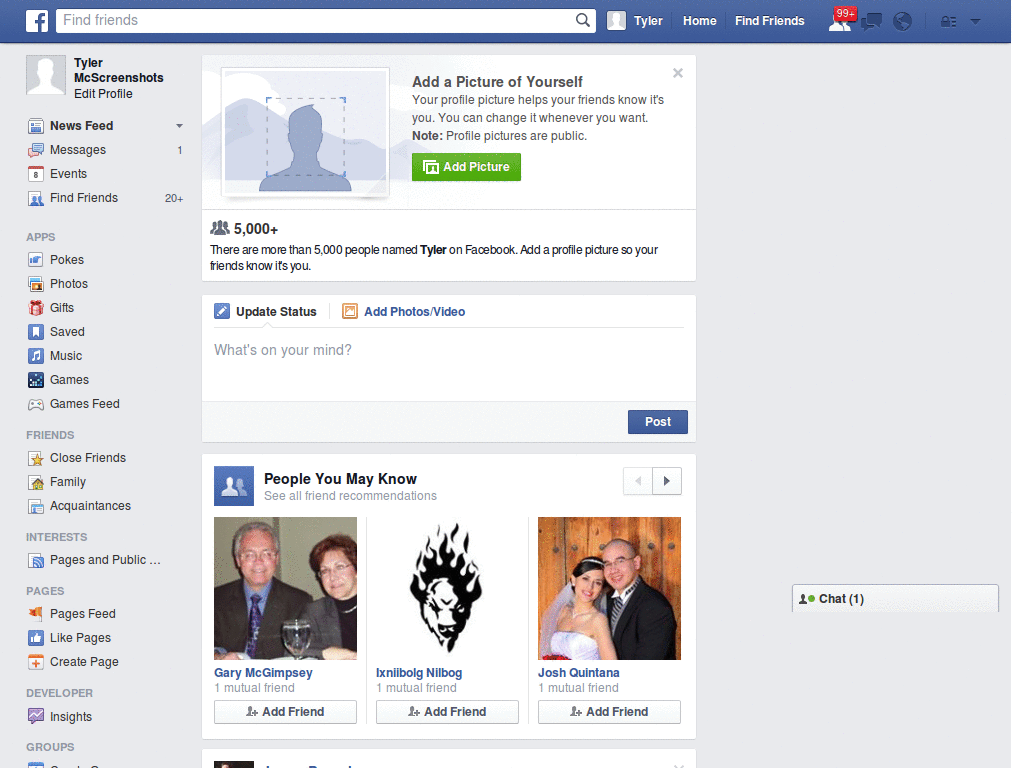 Find friends
Tyler
Home
Find Friends
99+
Tyler
McScreenshots
Edit Profile
News Feed
Messages 1
8
Events
Find Friends 20+
APPS
Pokes
Photos
Gifts
Saved
Music
Games
Games Feed
FRIENDS
Close Friends
Family
Acquaintances
INTERESTS
Pages and Public ...
PAGES
Pages Feed
Like Pages
Create Page
DEVELOPER
Insights
GROUPS
Add a Picture of Yourself
Your profile picture helps your friends know it's
you. You can change it whenever you want.
Note: Profile pictures are public.
Add Picture
5,000+
There are more than 5,000 people named Tyler on Facebook. Add a profile picture so your
friends know it's you.
Update Status
Add Photos/Video
What's on your mind?
Post
People You May Know
See all friend recommendations
Gary McGimpsey
1 mutual friend
Add Friend
Ixniibolg Nilbog
1 mutual friend
Add Friend
Josh Quintana
1 mutual friend
Add Friend
Chat (1)